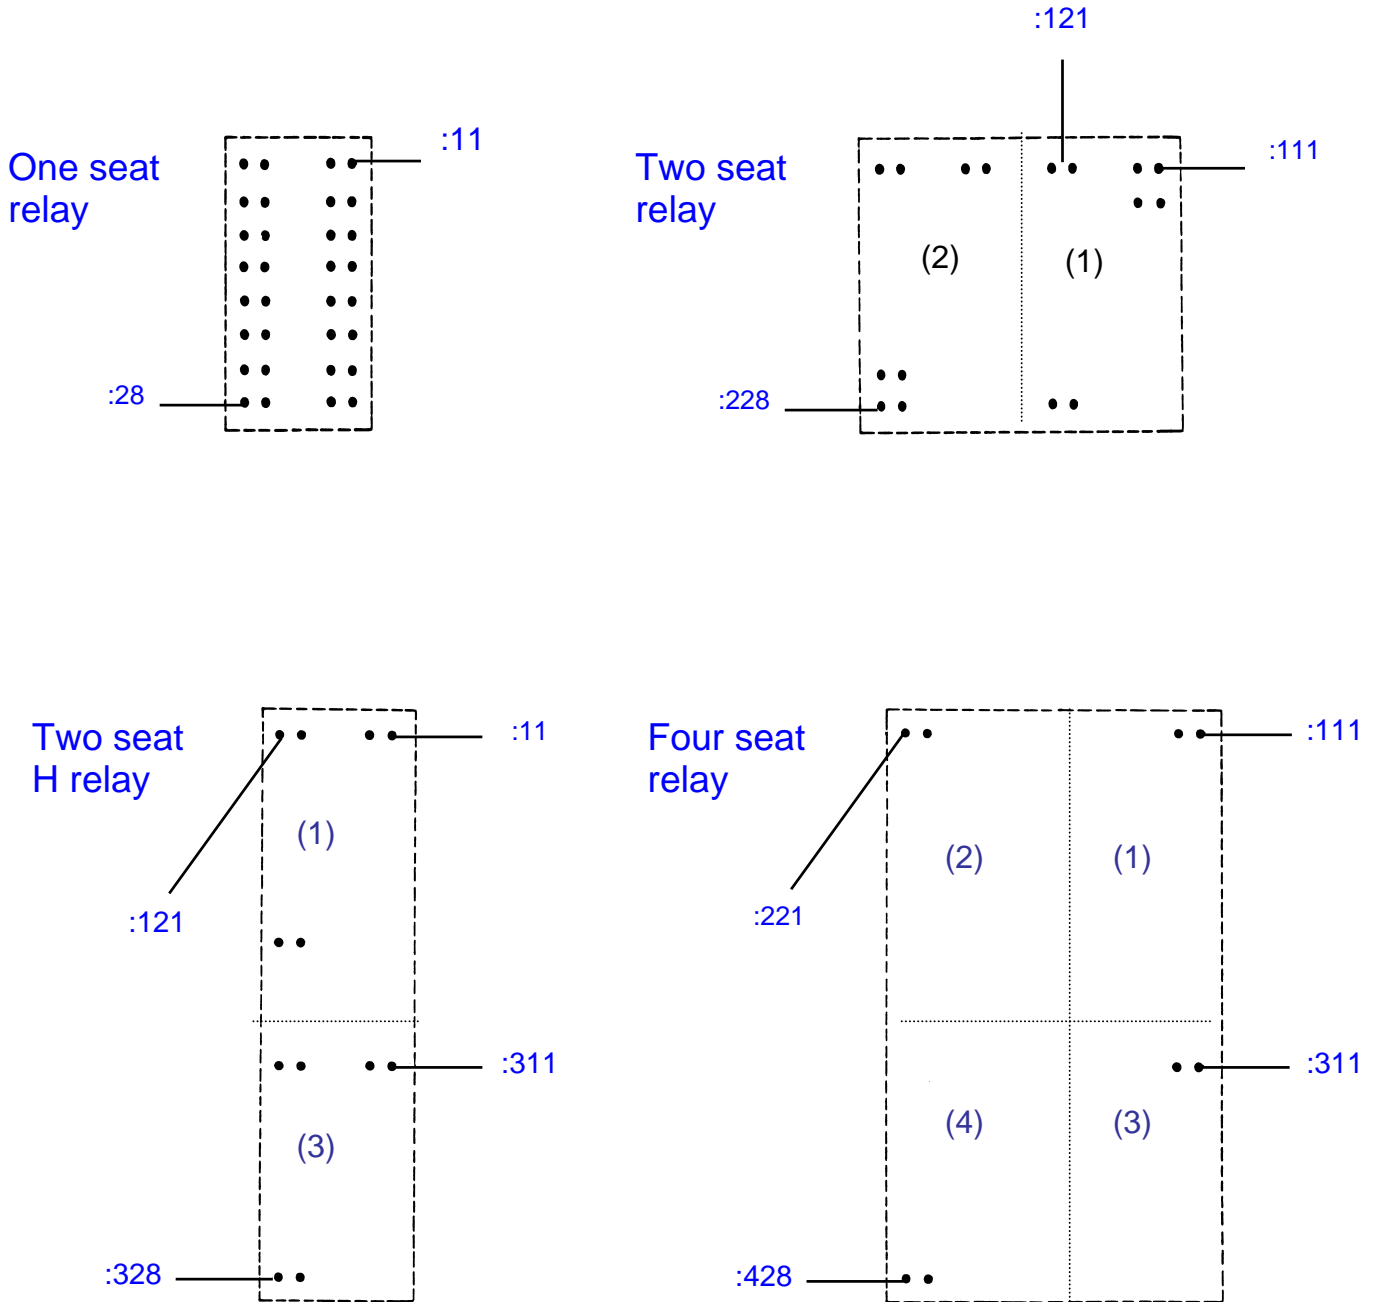 :121
One seat
relay
:11
Two seat
relay
:111
(2)
(1)
:28
:228
Two seat
H relay
:11
(1)
:121
:311
(3)
:328
Four seat
relay
:111
(2)
(1)
:221
:311
(4)
(3)
:428